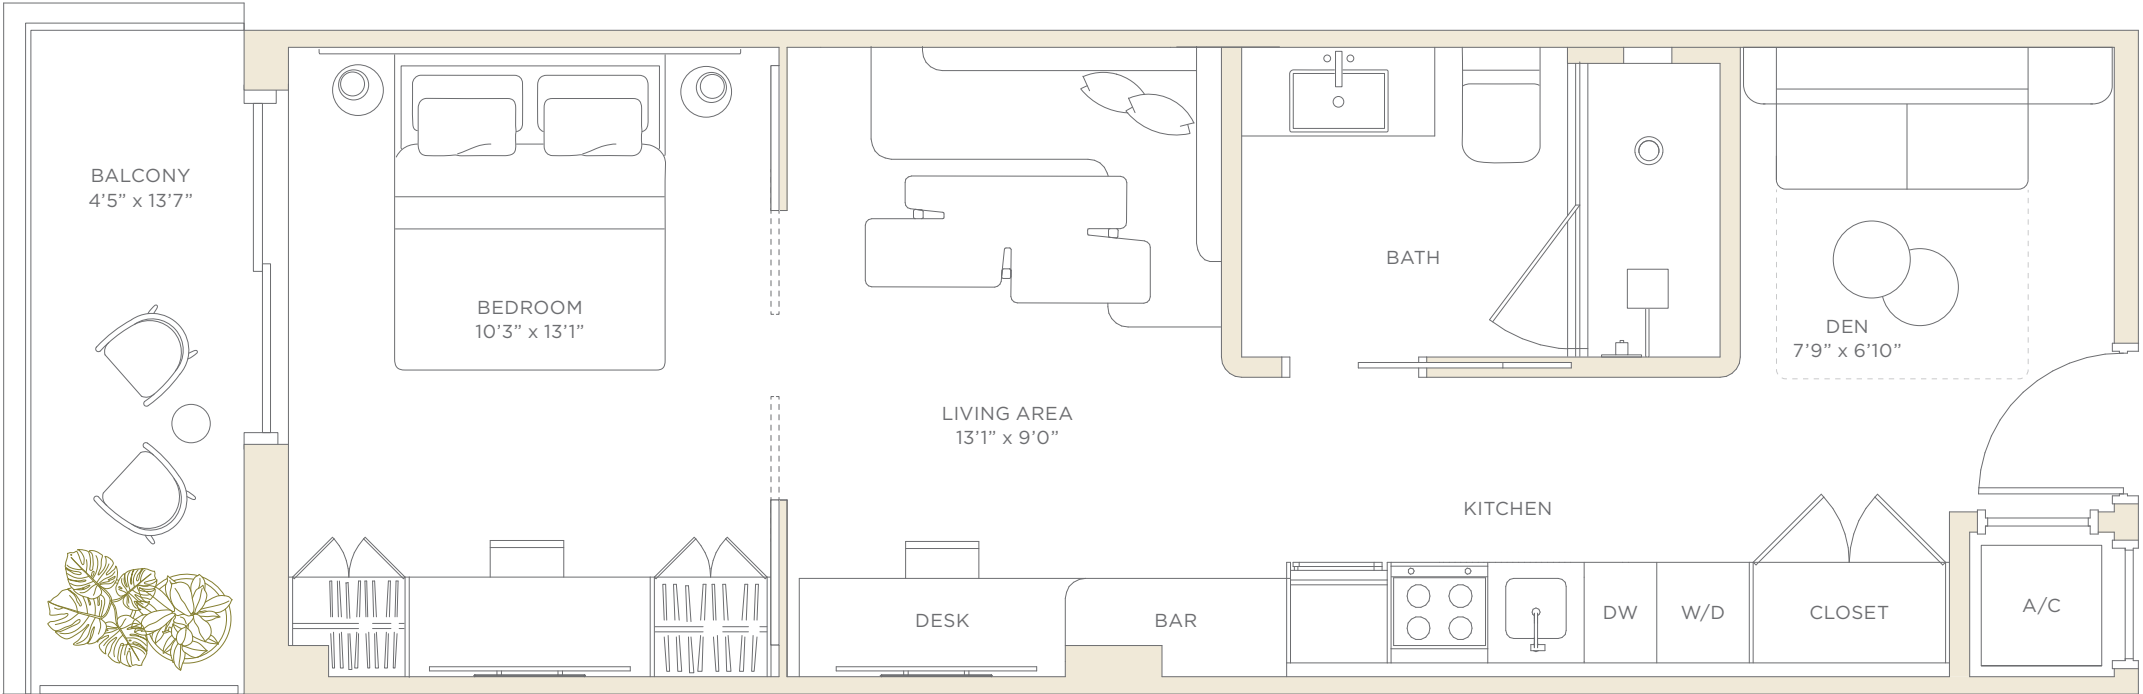 BALCONY
4’5” x 13’7”
BEDROOM
10’3” x 13’1”
LIVING AREA
13’1” x 9’0”
BATH
DEN
7’9” x 6’10”
KITCHEN
DESK
BAR
DW
W/D
CLOSET
A/C